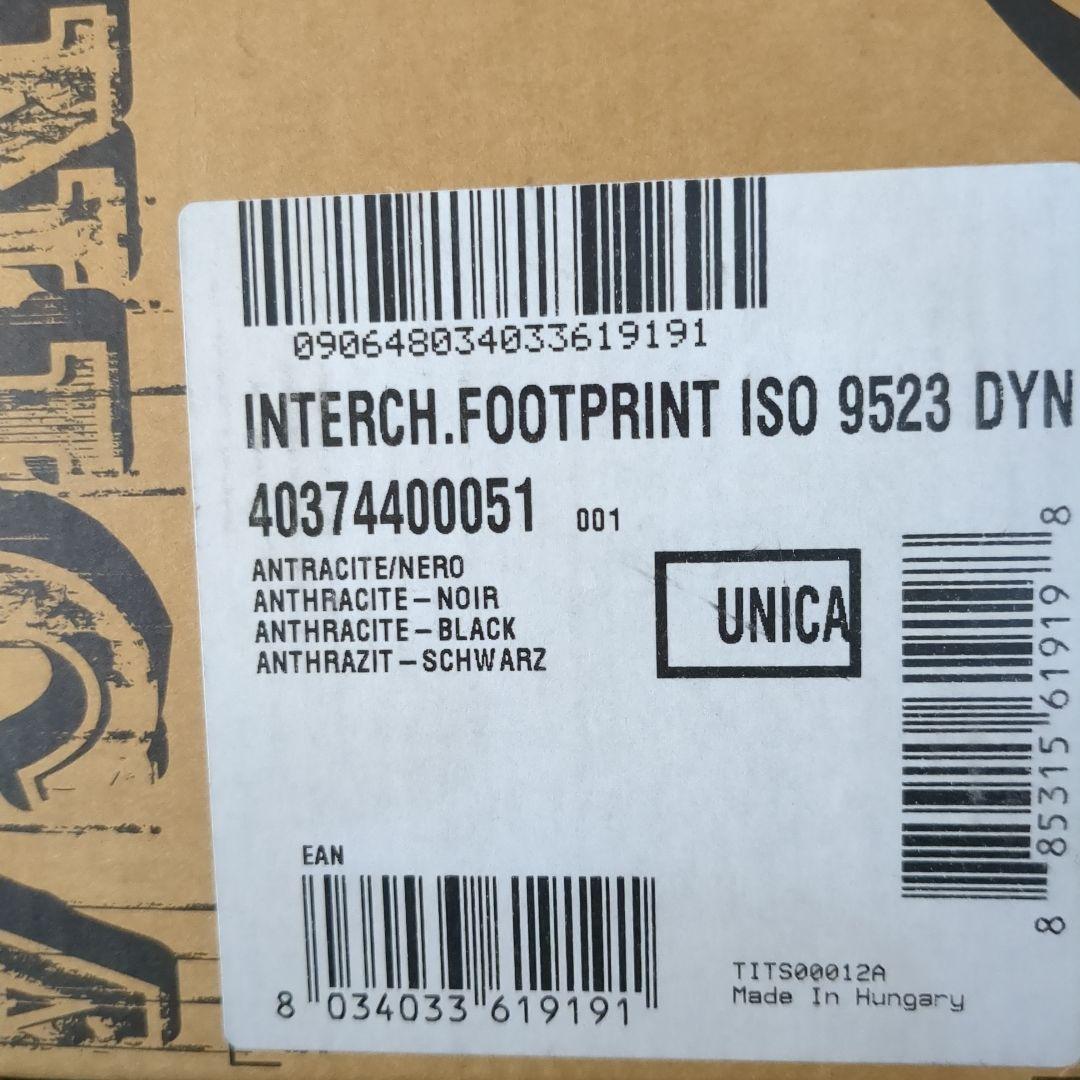 090648034033619191
INTERCH.FOOTPRINT ISO 9523 DYN
40374400051 001
ANTRACITE/NERO
ANTHRACITE-NOIR
ANTHRACITE-BLACK
ANTHRAZIT-SCHWARZ
UNICA
8 85315 61919 8
EAN
8 034033 619191
TITS00012A
Made In Hungary